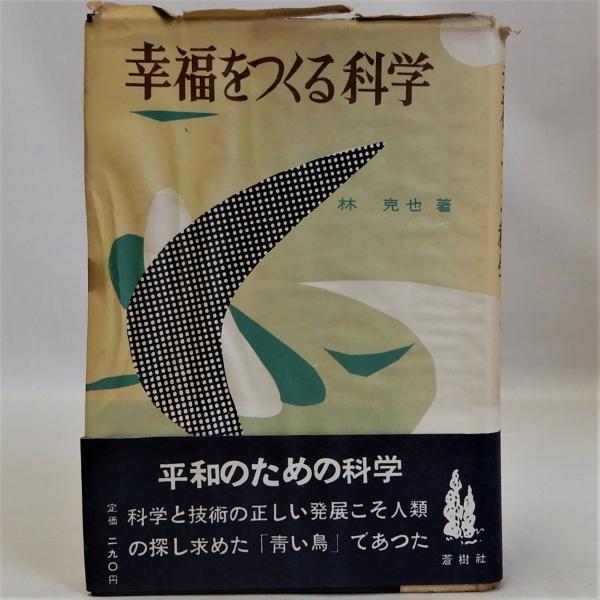 幸福をつくる科学
林 克也 著
平和のための科学
科学と技術の正しい発展こそ人類
の探し求めた「靑い鳥」であつた
定価 二九〇円
蒼樹社